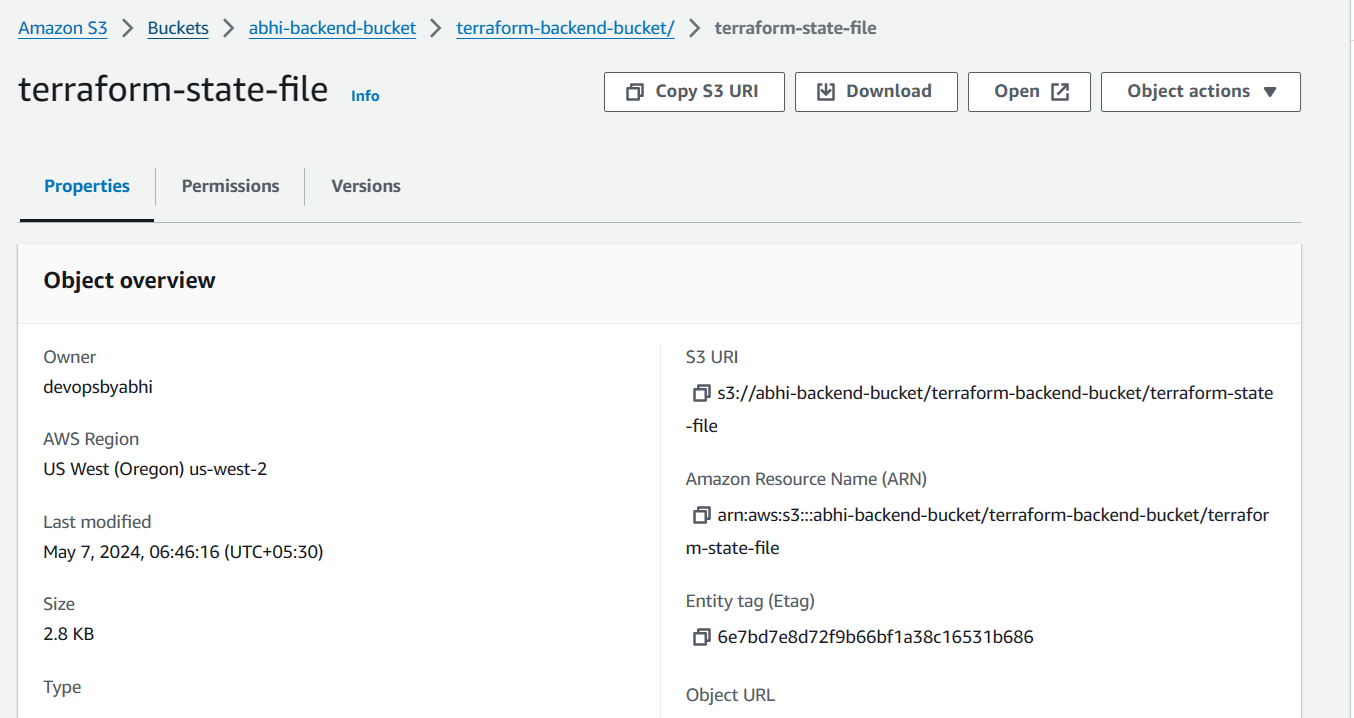 Amazon S3 > Buckets > abhi-backend-bucket > terraform-backend-bucket/ > terraform-state-file
terraform-state-file Info
Copy S3 URI
Download
Open
Object actions
Properties
Permissions
Versions
Object overview
Owner
devopsbyabhi
AWS Region
US West (Oregon) us-west-2
Last modified
May 7, 2024, 06:46:16 (UTC+05:30)
Size
2.8 KB
Type
S3 URI
s3://abhi-backend-bucket/terraform-backend-bucket/terraform-state
-file
Amazon Resource Name (ARN)
arn:aws:s3:::abhi-backend-bucket/terraform-backend-bucket/terrafor
m-state-file
Entity tag (Etag)
6e7bd7e8d72f9b66bf1a38c16531b686
Object URL